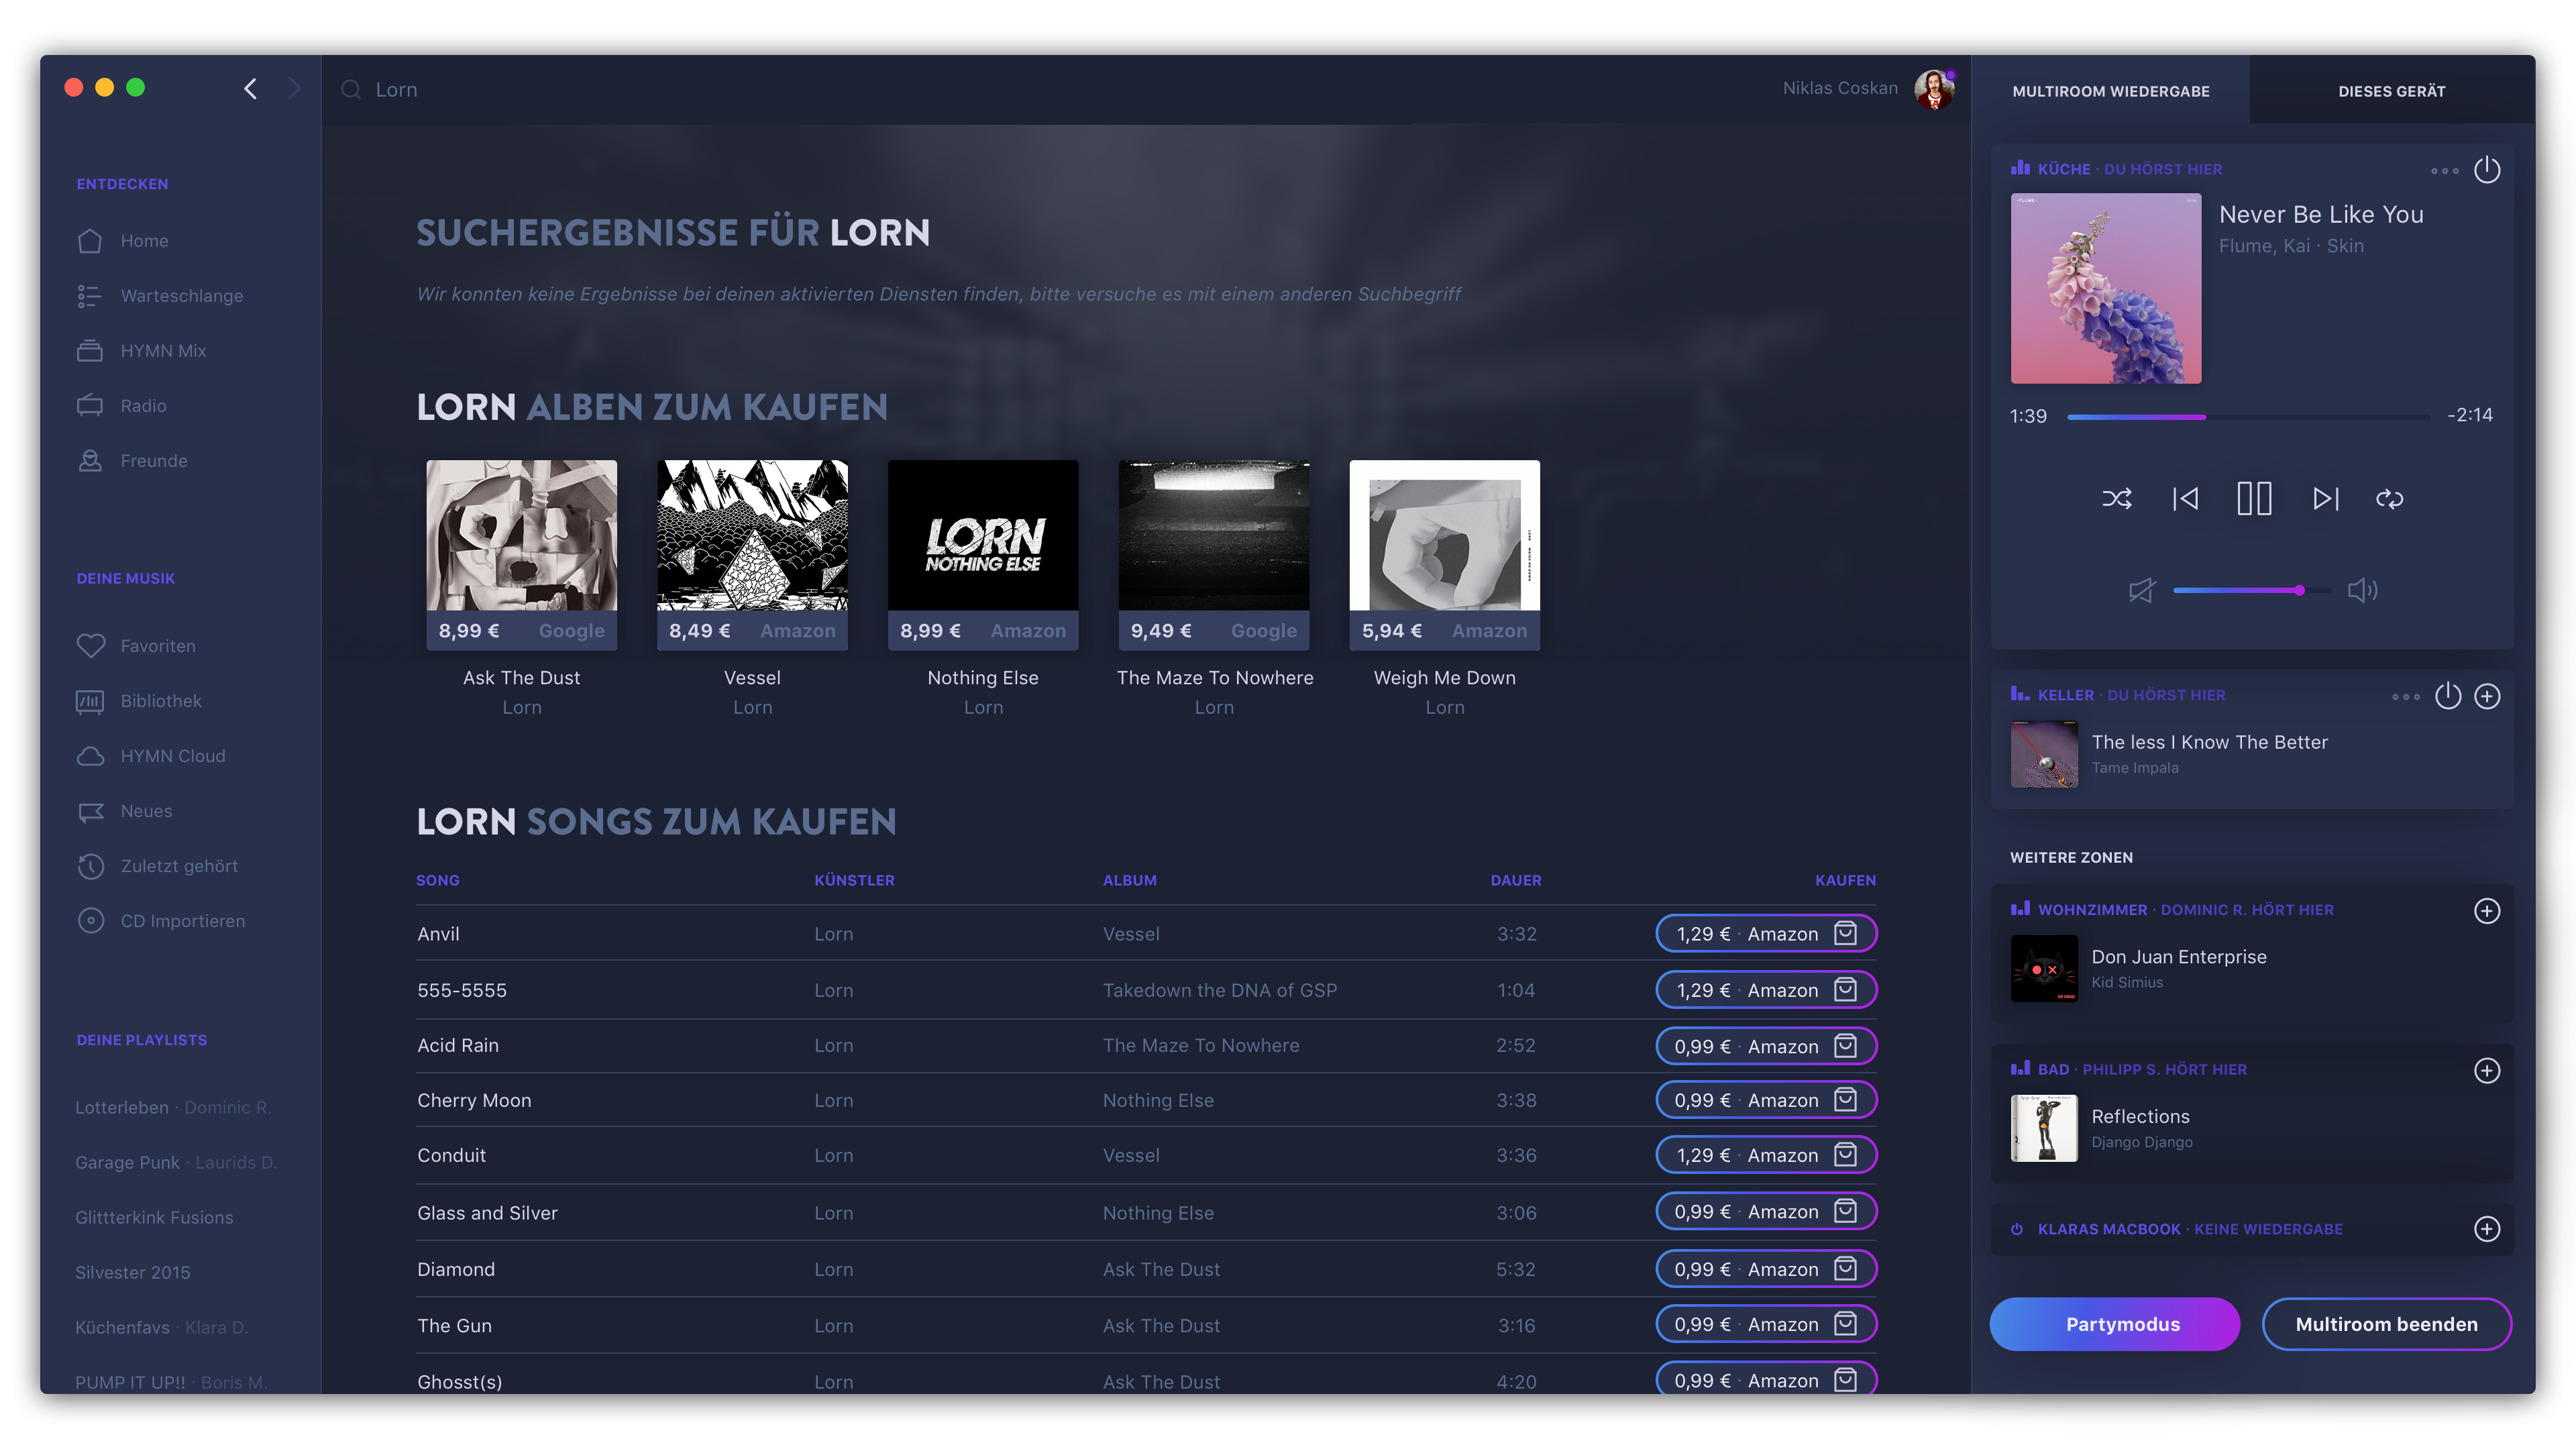 Lorn
Niklas Coskan
MULTIROOM WIEDERGABE
DIESES GERÄT
ENTDECKEN
Home
Warteschlange
HYMN Mix
Radio
Freunde
DEINE MUSIK
Favoriten
Bibliothek
HYMN Cloud
Neues
Zuletzt gehört
CD Importieren
DEINE PLAYLISTS
Lotterleben · Dominic R.
Garage Punk · Laurids D.
Glittterkink Fusions
Silvester 2015
Küchenfavs · Klara D.
PUMP IT UP!! · Boris M.
SUCHERGEBNISSE FÜR LORN
Wir konnten keine Ergebnisse bei deinen aktivierten Diensten finden, bitte versuche es mit einem anderen Suchbegriff
LORN ALBEN ZUM KAUFEN
LORN
NOTHING ELSE
8,99 € Google
8,49 € Amazon
8,99 € Amazon
9,49 € Google
5,94 € Amazon
Ask The Dust
Lorn
Vessel
Lorn
Nothing Else
Lorn
The Maze To Nowhere
Lorn
Weigh Me Down
Lorn
LORN SONGS ZUM KAUFEN
SONG KÜNSTLER ALBUM DAUER KAUFEN
Anvil Lorn Vessel 3:32 1,29 € · Amazon
555-5555 Lorn Takedown the DNA of GSP 1:04 1,29 € · Amazon
Acid Rain Lorn The Maze To Nowhere 2:52 0,99 € · Amazon
Cherry Moon Lorn Nothing Else 3:38 0,99 € · Amazon
Conduit Lorn Vessel 3:36 1,29 € · Amazon
Glass and Silver Lorn Nothing Else 3:06 0,99 € · Amazon
Diamond Lorn Ask The Dust 5:32 0,99 € · Amazon
The Gun Lorn Ask The Dust 3:16 0,99 € · Amazon
Ghosst(s) Lorn Ask The Dust 4:20 0,99 € · Amazon
KÜCHE · DU HÖRST HIER
Never Be Like You
Flume, Kai · Skin
1:39
-2:14
KELLER · DU HÖRST HIER
The less I Know The Better
Tame Impala
WEITERE ZONEN
WOHNZIMMER · DOMINIC R. HÖRT HIER
Don Juan Enterprise
Kid Simius
BAD · PHILIPP S. HÖRT HIER
Reflections
Django Django
KLARAS MACBOOK · KEINE WIEDERGABE
Partymodus
Multiroom beenden